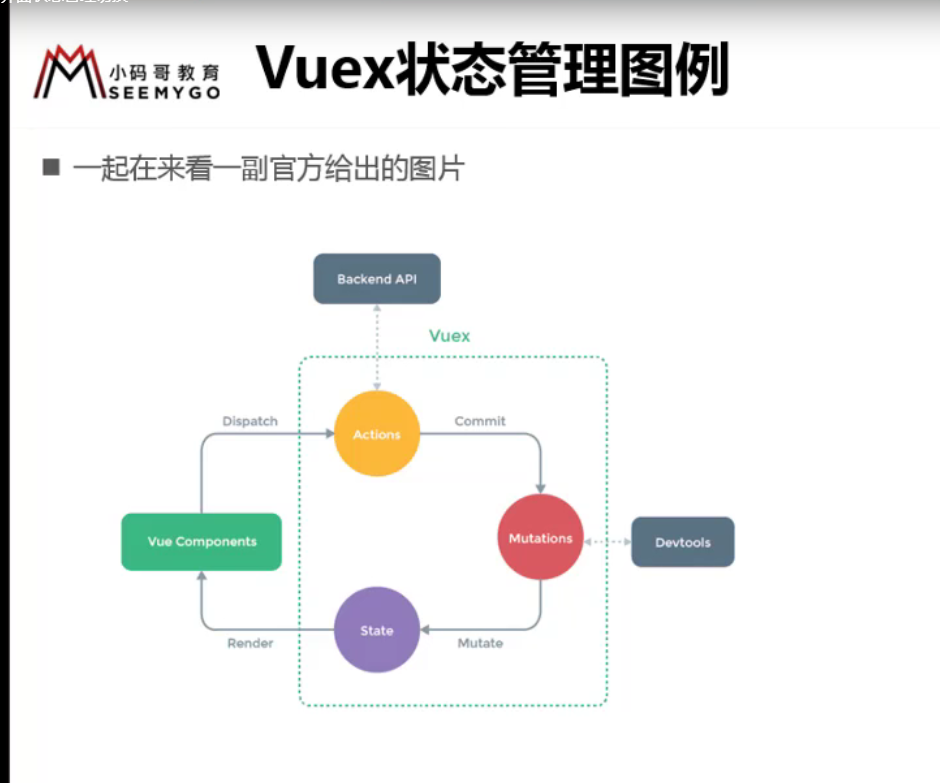 小码哥教育
SEEMYGO
Vuex状态管理图例
一起在来看一副官方给出的图片
Backend API
Vuex
Dispatch
Commit
Actions
Mutations
Devtools
Vue Components
State
Render
Mutate